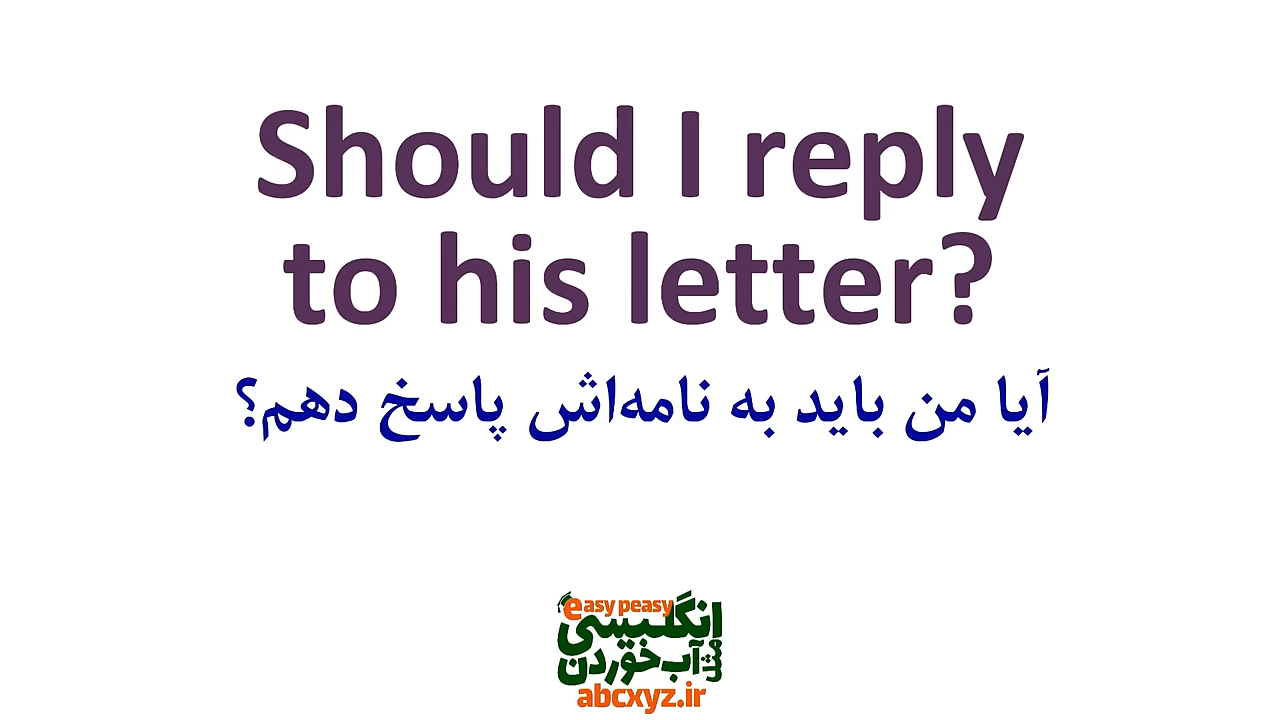 Should I reply
to his letter?
آیا من باید به نامه‌اش پاسخ دهم؟
easy peasy
انگلیسی
مثل آب خوردن
abcxyz.ir